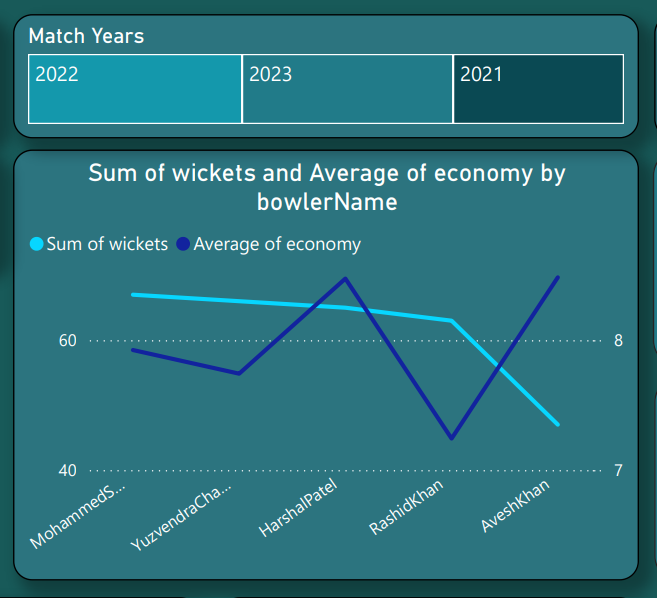 Match Years
2022
2023
2021
Sum of wickets and Average of economy by
bowlerName
Sum of wickets Average of economy
60
8
40
7
MohammedS...
YuzvendraCha...
HarshalPatel
RashidKhan
AveshKhan